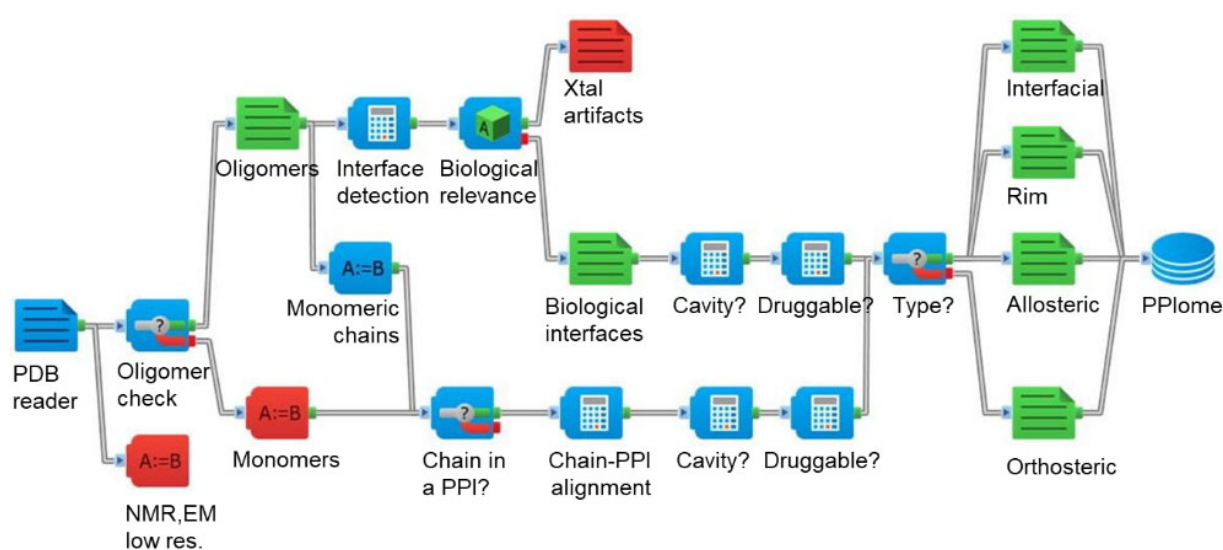 Xtal
artifacts
Interfacial
A
Oligomers
Interface
detection
Biological
relevance
Rim
A:=B
Monomeric
chains
Biological
interfaces
Cavity?
Druggable?
?
Type?
Allosteric
PPIome
PDB
reader
?
Oligomer
check
A:=B
Monomers
?
Chain in
a PPI?
Chain-PPI
alignment
Cavity?
Druggable?
Orthosteric
A:=B
NMR,EM
low res.